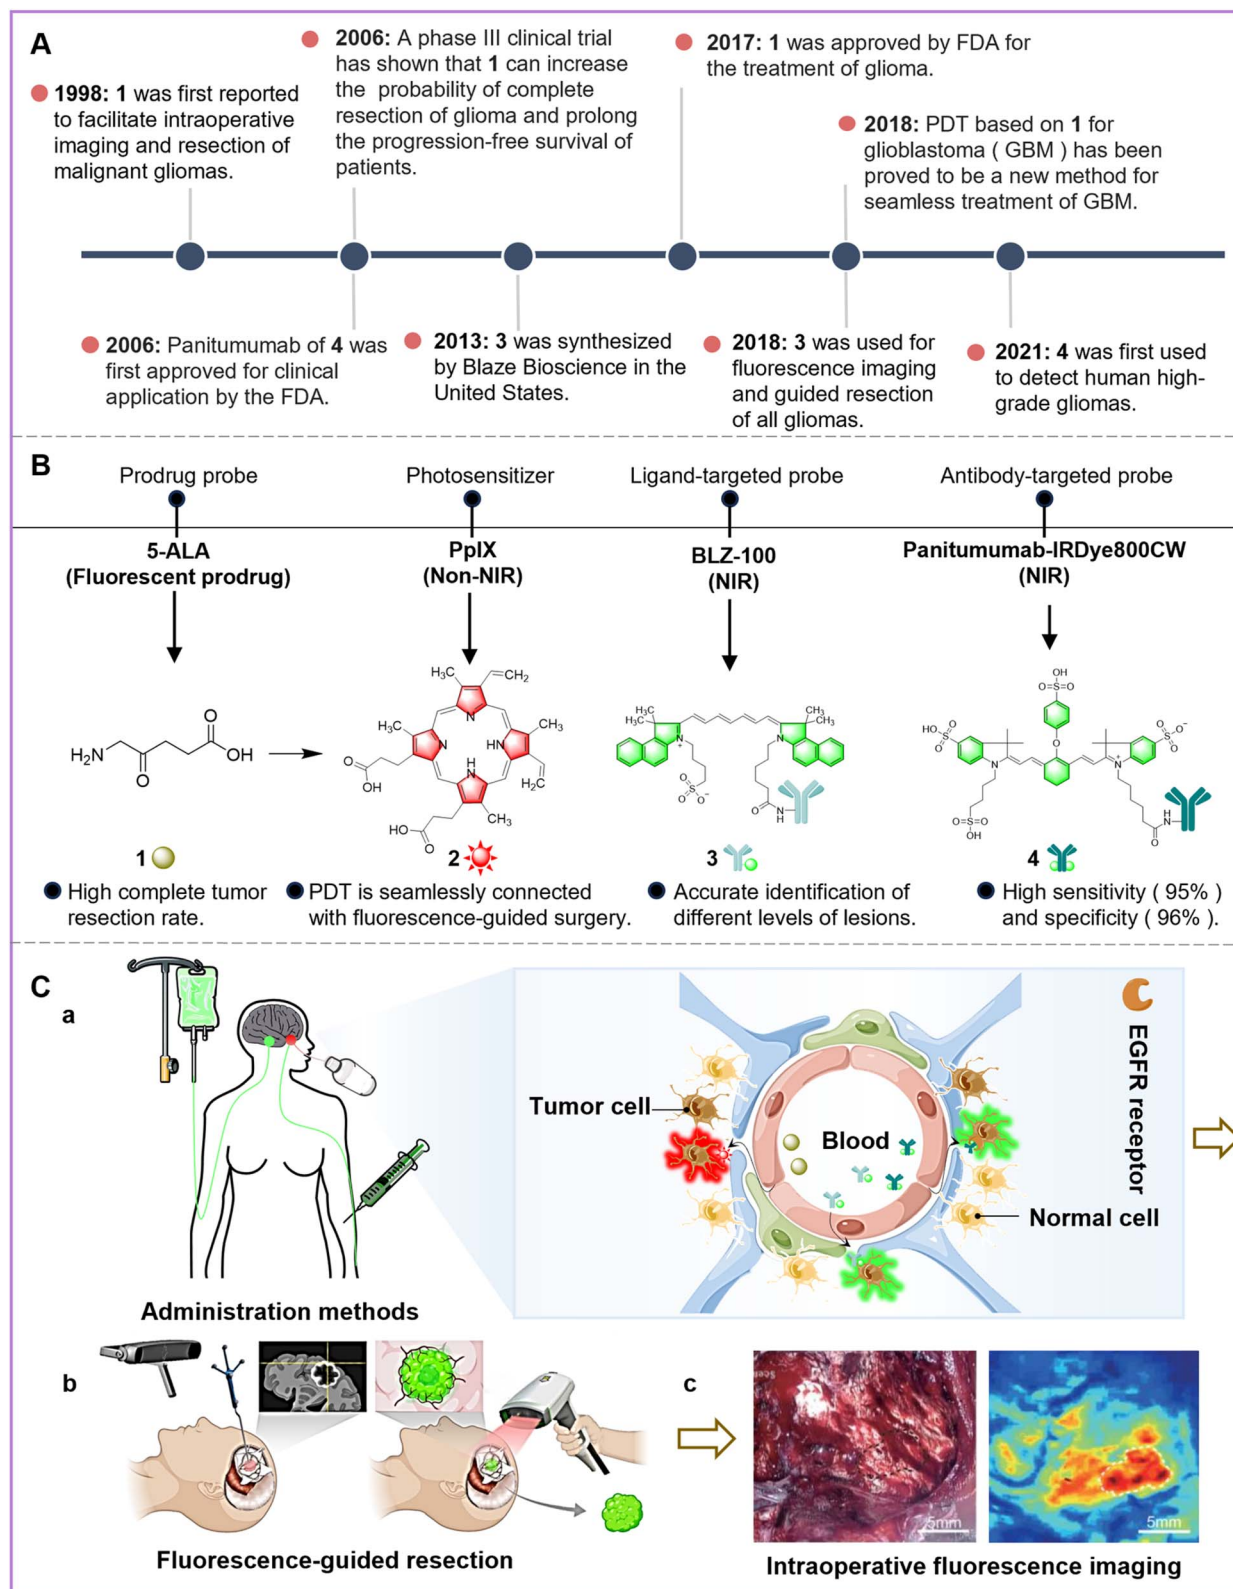 A
1998: 1 was first reported
to facilitate intraoperative
imaging and resection of
malignant gliomas.
2006: A phase III clinical trial
has shown that 1 can increase
the probability of complete
resection of glioma and prolong
the progression-free survival of
patients.
2017: 1 was approved by FDA for
the treatment of glioma.
2018: PDT based on 1 for
glioblastoma ( GBM ) has been
proved to be a new method for
seamless treatment of GBM.
2006: Panitumumab of 4 was
first approved for clinical
application by the FDA.
2013: 3 was synthesized
by Blaze Bioscience in the
United States.
2018: 3 was used for
fluorescence imaging
and guided resection
of all gliomas.
2021: 4 was first used
to detect human high-
grade gliomas.
B
Prodrug probe
Photosensitizer
Ligand-targeted probe
Antibody-targeted probe
5-ALA
(Fluorescent prodrug)
PpIX
(Non-NIR)
BLZ-100
(NIR)
Panitumumab-IRDye800CW
(NIR)
H₂N
O
O
OH
H₃C
CH₂
H₃C
CH₃
N
N
HN
H
N
O
OH
H₂C
CH₃
HO
O
H₃C
CH₃
H₃C
CH₃
N⁺
N
O
O=S
O⁻
O
N
H
OH
O=S=O
O
HO
O=S=O
O
O=S=O
O⁻
N
N⁺
O
O=S=O
OH
O
H
N
1
2
3
4
High complete tumor
resection rate.
PDT is seamlessly connected
with fluorescence-guided surgery.
Accurate identification of
different levels of lesions.
High sensitivity ( 95% )
and specificity ( 96% ).
C
a
Administration methods
Tumor cell
Blood
Normal cell
EGFR receptor
b
Fluorescence-guided resection
c
5mm
5mm
Intraoperative fluorescence imaging